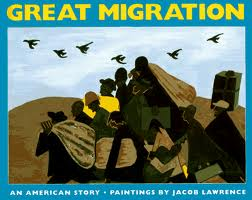 GREAT MIGRATION
AN AMERICAN STORY • PAINTINGS BY JACOB LAWRENCE